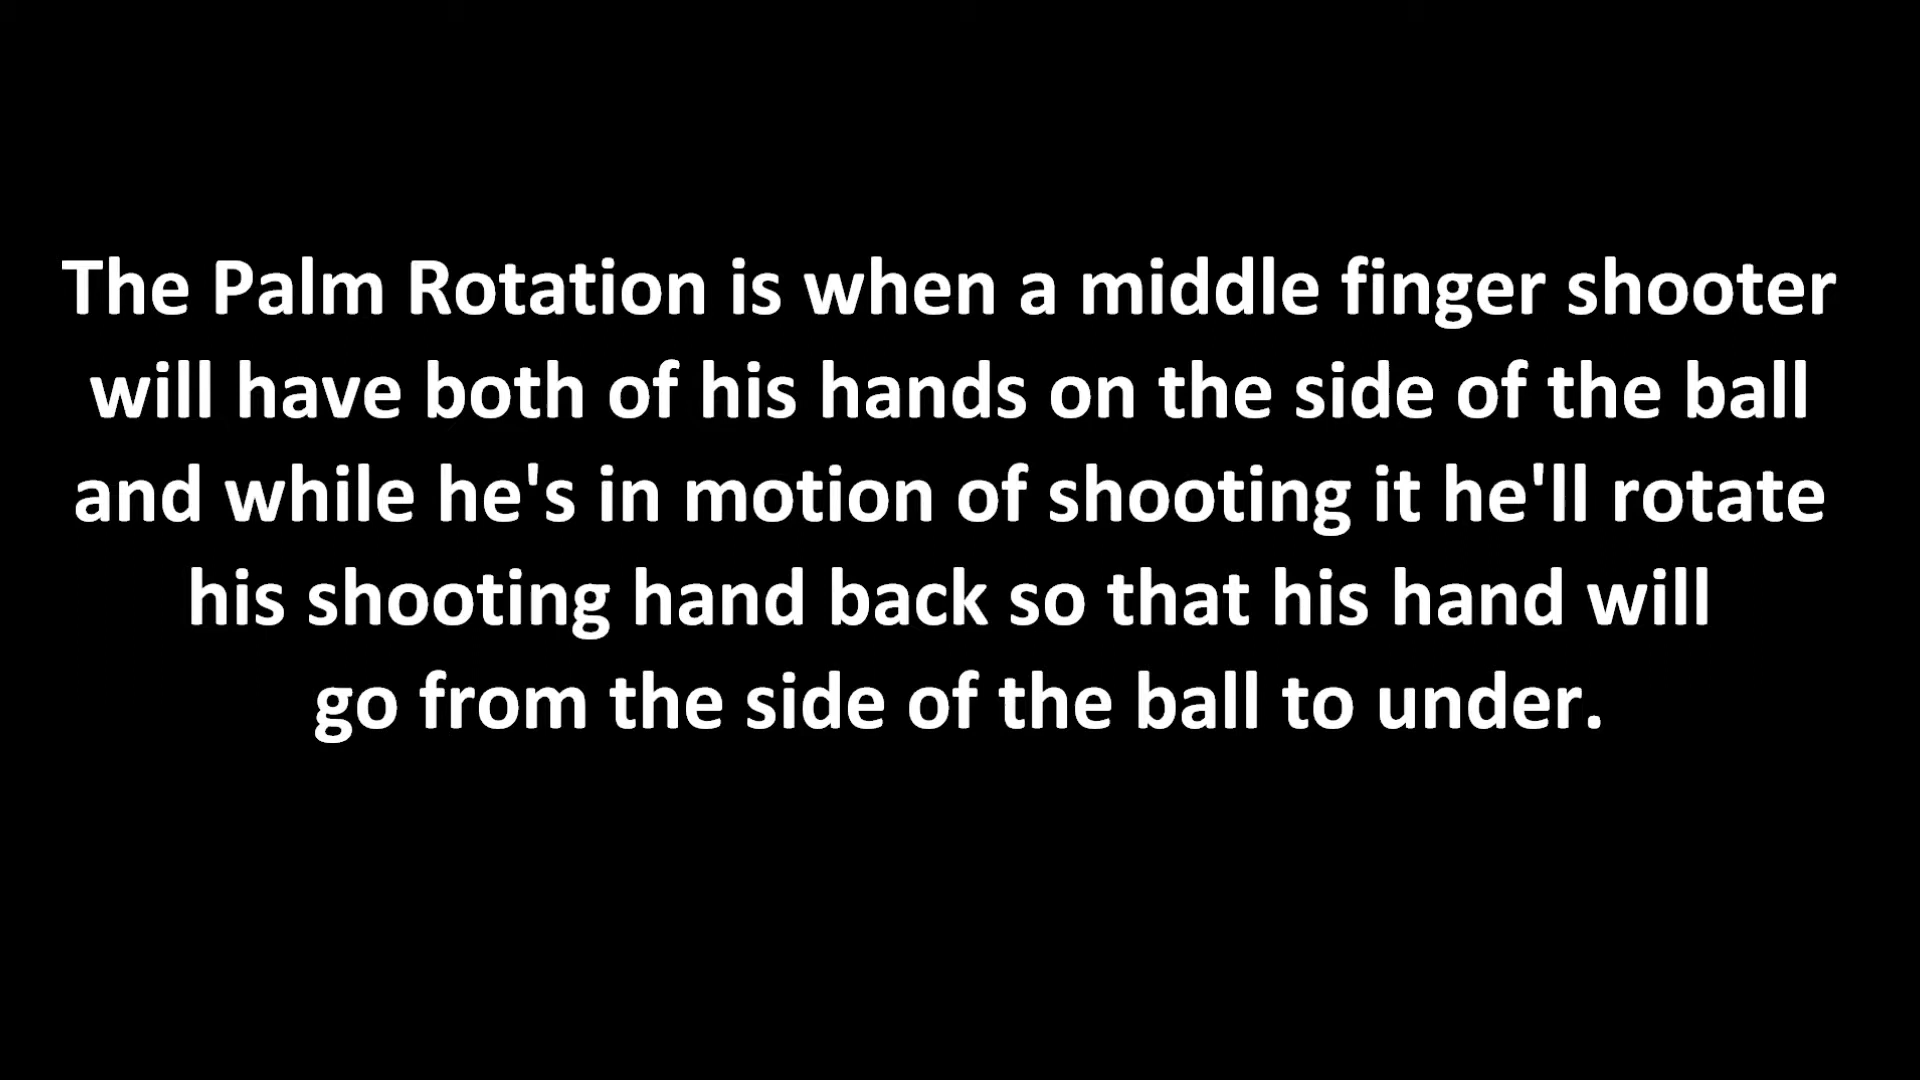 The Palm Rotation is when a middle finger shooter
will have both of his hands on the side of the ball
and while he's in motion of shooting it he'll rotate
his shooting hand back so that his hand will
go from the side of the ball to under.